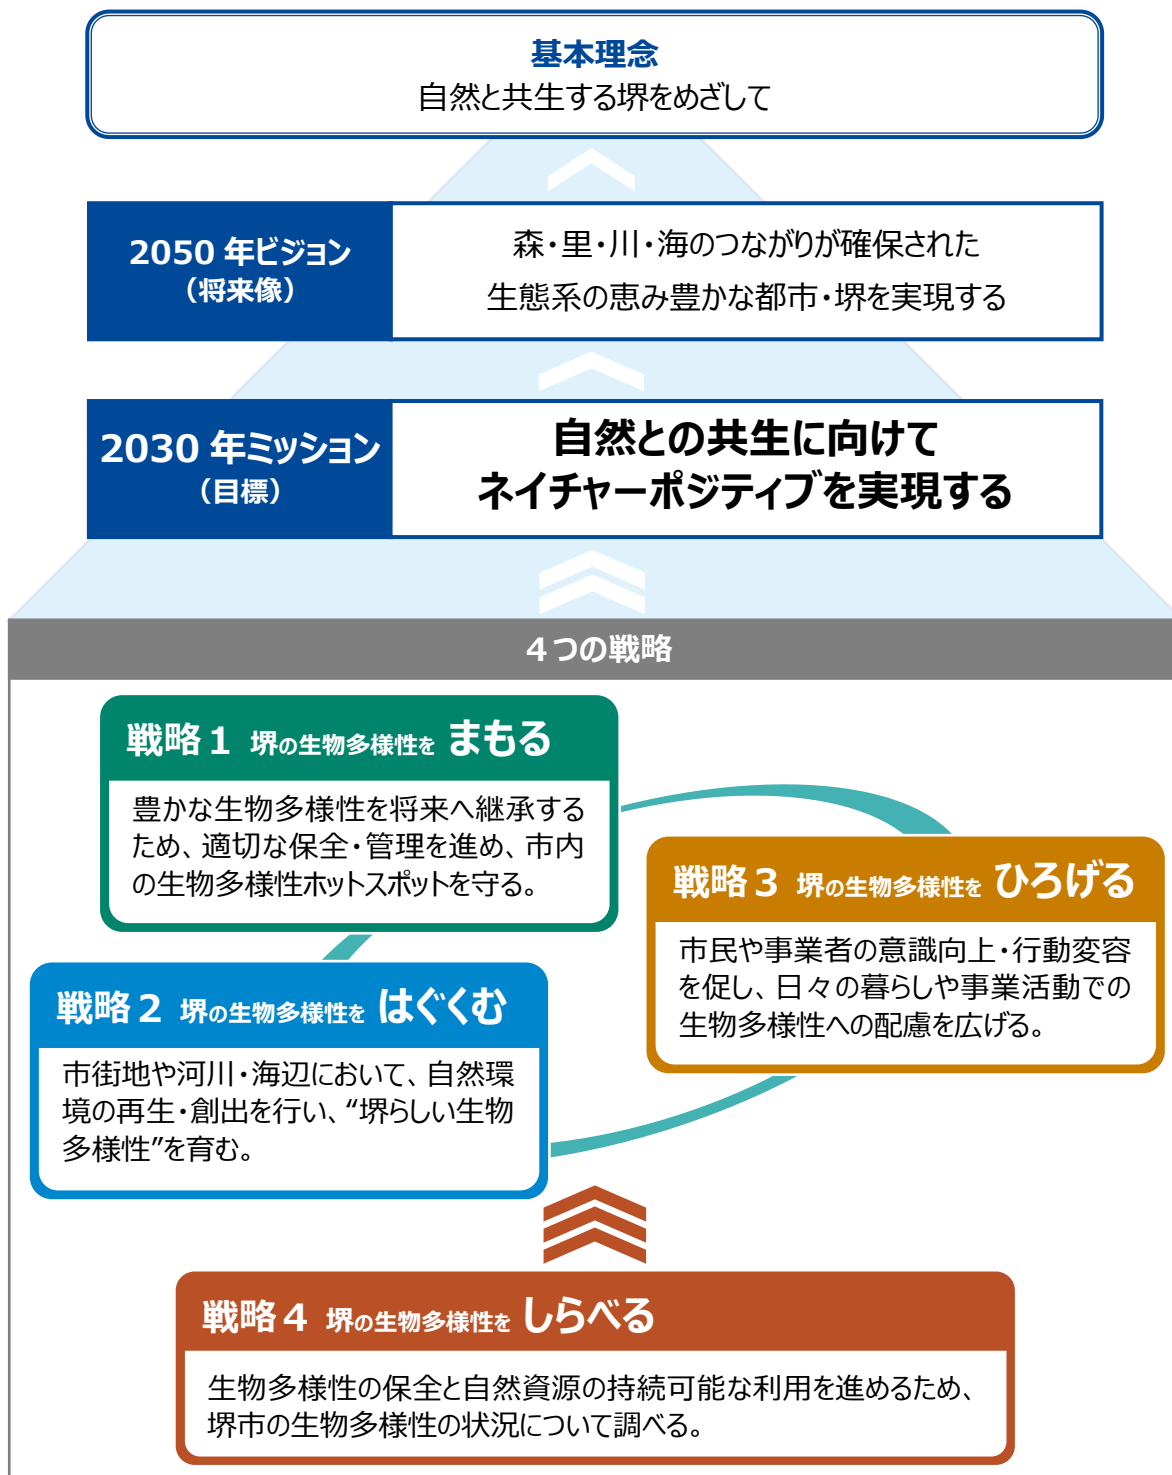 基本理念
自然と共生する堺をめざして
2050 年ビジョン
（将来像）
森・里・川・海のつながりが確保された
生態系の恵み豊かな都市・堺を実現する
2030 年ミッション
（目標）
自然との共生に向けて
ネイチャーポジティブを実現する
４つの戦略
戦略１ 堺の生物多様性を まもる
豊かな生物多様性を将来へ継承する
ため、適切な保全・管理を進め、市内
の生物多様性ホットスポットを守る。
戦略２ 堺の生物多様性を はぐくむ
市街地や河川・海辺において、自然環
境の再生・創出を行い、“堺らしい生物
多様性”を育む。
戦略３ 堺の生物多様性を ひろげる
市民や事業者の意識向上・行動変容
を促し、日々の暮らしや事業活動での
生物多様性への配慮を広げる。
戦略４ 堺の生物多様性を しらべる
生物多様性の保全と自然資源の持続可能な利用を進めるため、
堺市の生物多様性の状況について調べる。